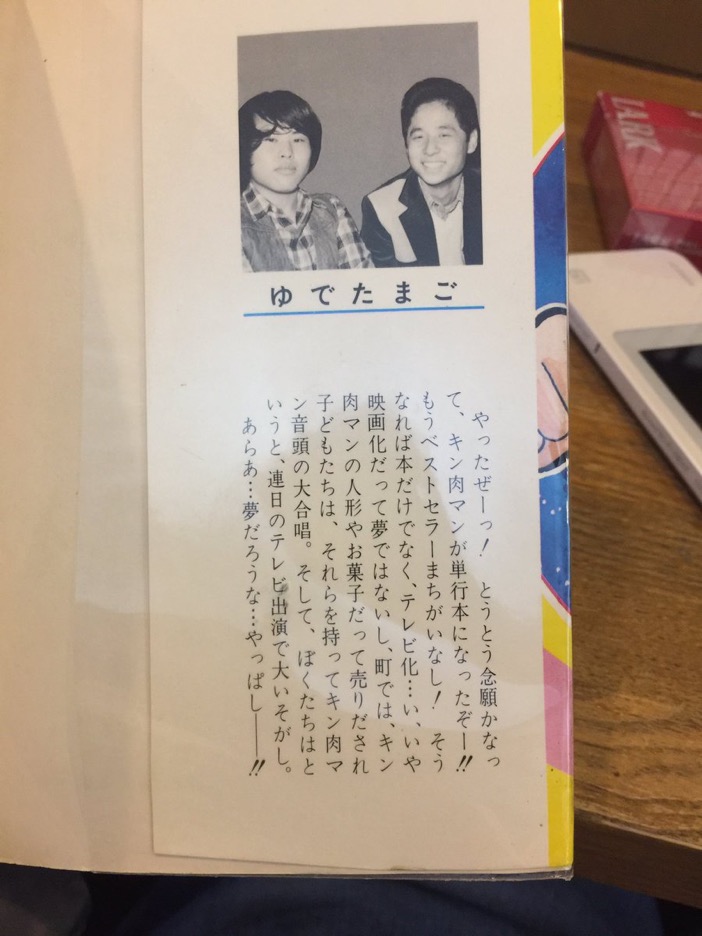 ゆでたまご
やったぜーっ! とうとう念願かなっ
て、キン肉マンが単行本になったぞー!!
もうベストセラーまちがいなし! そう
なれば本だけでなく、テレビ化…い、いや
映画化だって夢ではないし、町では、キン
肉マンの人形やお菓子だって売りだされ
子どもたちは、それらを持ってキン肉マ
ン音頭の大合唱。そして、ぼくたちはと
いうと、連日のテレビ出演で大いそがし。
あらあ…夢だろうな…やっぱし——!!
LARK